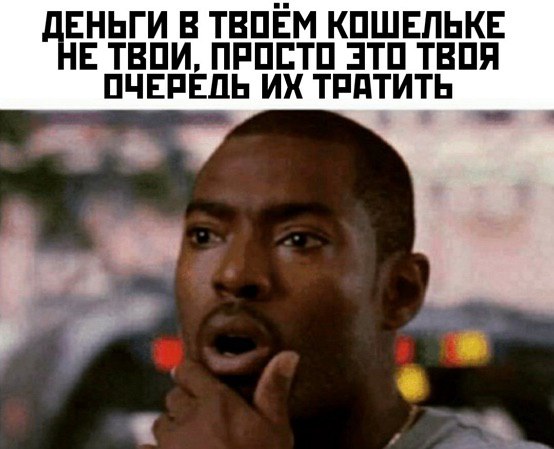 ДЕНЬГИ В ТВОЁМ КОШЕЛЬКЕ
НЕ ТВОИ, ПРОСТО ЭТО ТВОЯ
ОЧЕРЕДЬ ИХ ТРАТИТЬ